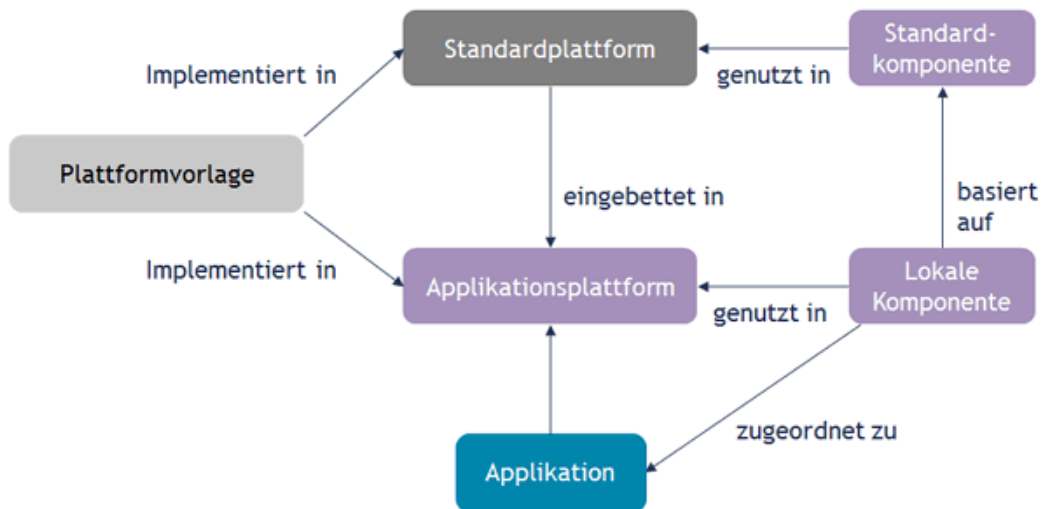 Standardplattform
Standard-
komponente
Implementiert in
genutzt in
Plattformvorlage
eingebettet in
basiert
auf
Implementiert in
Applikationsplattform
Lokale
Komponente
genutzt in
zugeordnet zu
Applikation